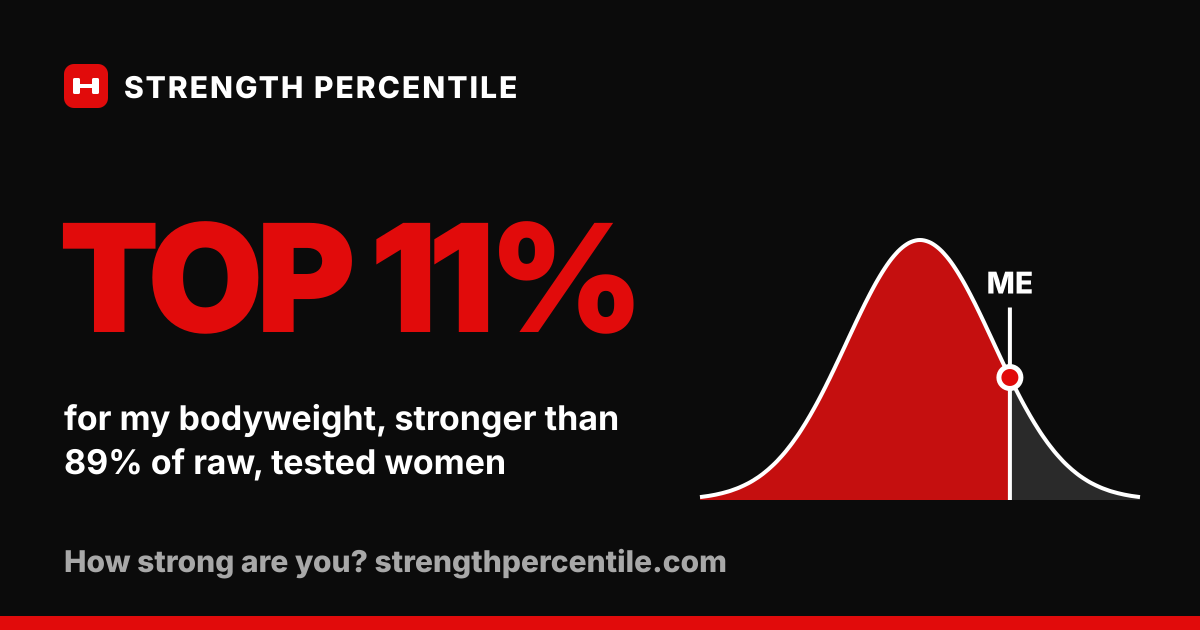 STRENGTH PERCENTILE
TOP 11%
ME
for my bodyweight, stronger than
89% of raw, tested women
How strong are you? strengthpercentile.com